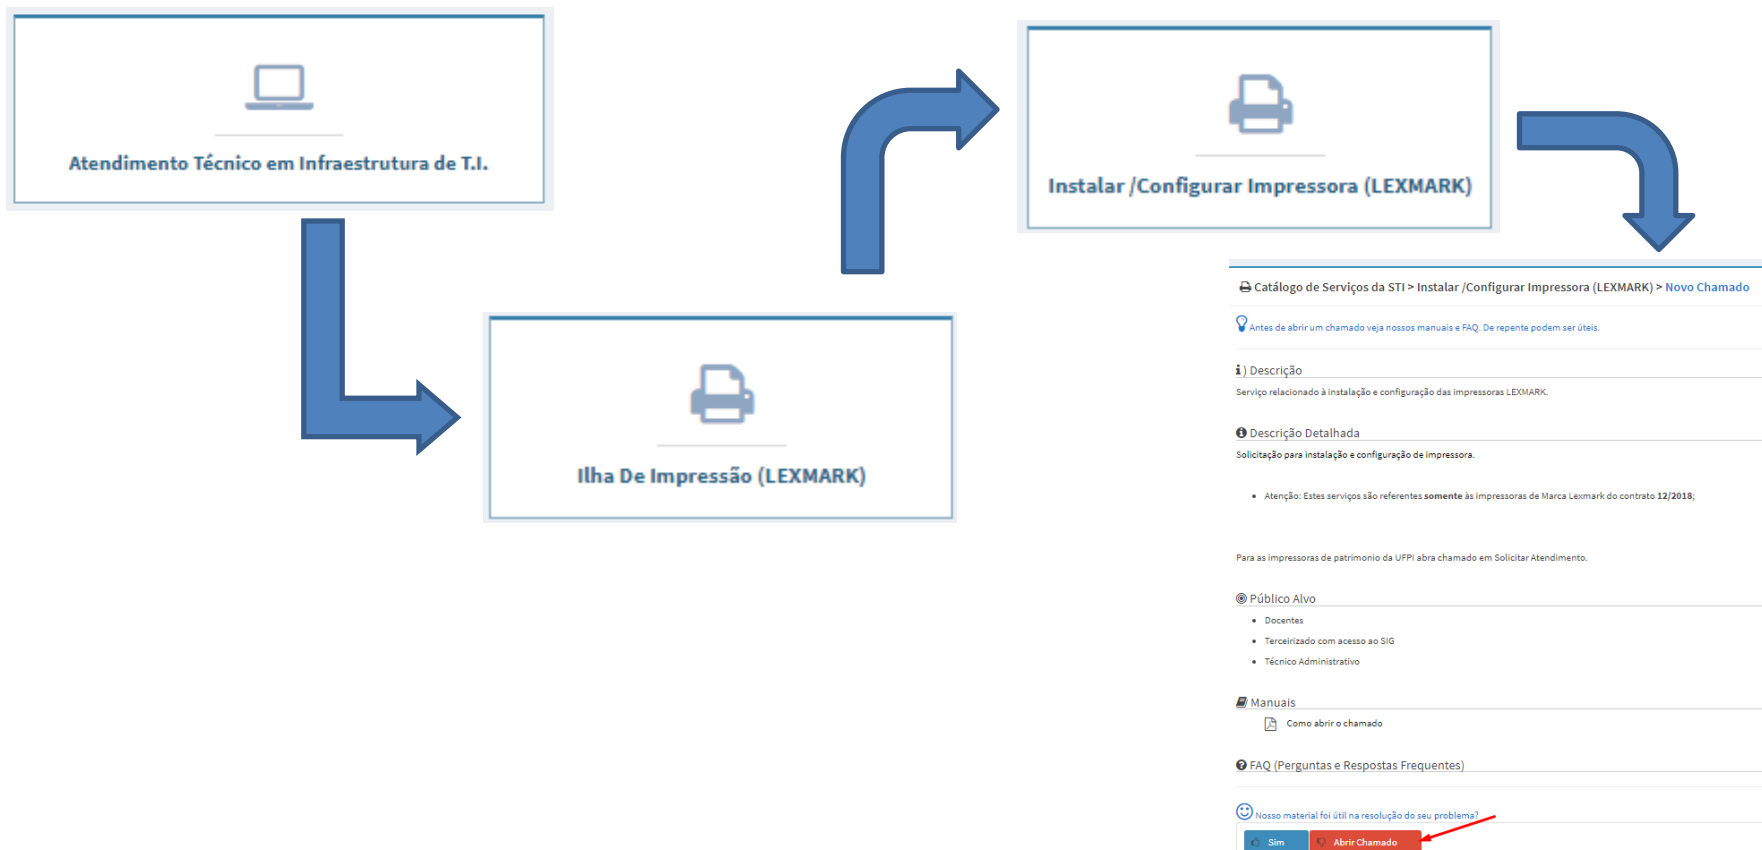 Atendimento Técnico em Infraestrutura de T.I.
Ilha De Impressão (LEXMARK)
Instalar /Configurar Impressora (LEXMARK)
Catálogo de Serviços da STI > Instalar /Configurar Impressora (LEXMARK) > Novo Chamado
Antes de abrir um chamado veja nossos manuais e FAQ. De repente podem ser úteis.
i) Descrição
Serviço relacionado à instalação e configuração das impressoras LEXMARK.
Descrição Detalhada
Solicitação para instalação e configuração de impressora.
• Atenção: Estes serviços são referentes somente às impressoras de Marca Lexmark do contrato 12/2018;
Para as impressoras de patrimonio da UFPI abra chamado em Solicitar Atendimento.
Público Alvo
• Docentes
• Terceirizado com acesso ao SIG
• Técnico Administrativo
Manuais
Como abrir o chamado
FAQ (Perguntas e Respostas Frequentes)
Nosso material foi útil na resolução do seu problema?
Sim Abrir Chamado